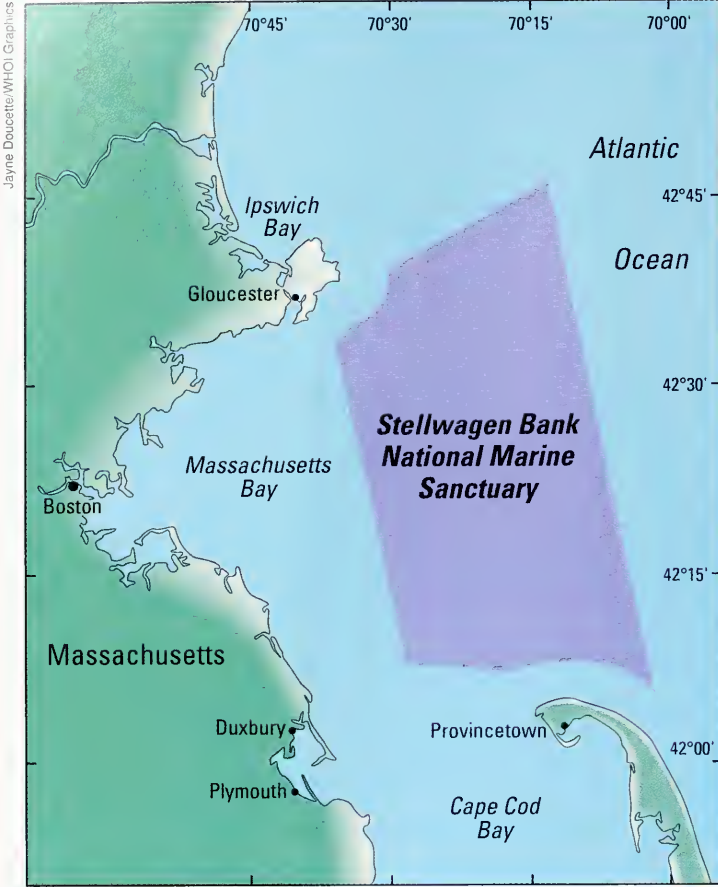 Jayne Doucette/WHOI Graphics
70°45'
70°30'
70°15'
70°00'
Atlantic
Ocean
42°45'
Ipswich
Bay
Gloucester
42°30'
Stellwagen Bank
National Marine
Sanctuary
Massachusetts
Bay
Boston
42°15'
Massachusetts
Duxbury
Provincetown
42°00'
Plymouth
Cape Cod
Bay